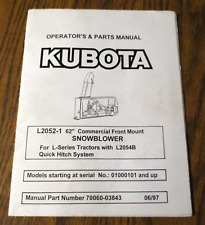 OPERATOR'S & PARTS MANUAL
KUBOTA
L2052-1 62" Commercial Front Mount
SNOWBLOWER
For L-Series Tractors with L2054B
Quick Hitch System
Models starting at serial No.: 01000101 and up
Manual Part Number 70060-03843 06/97